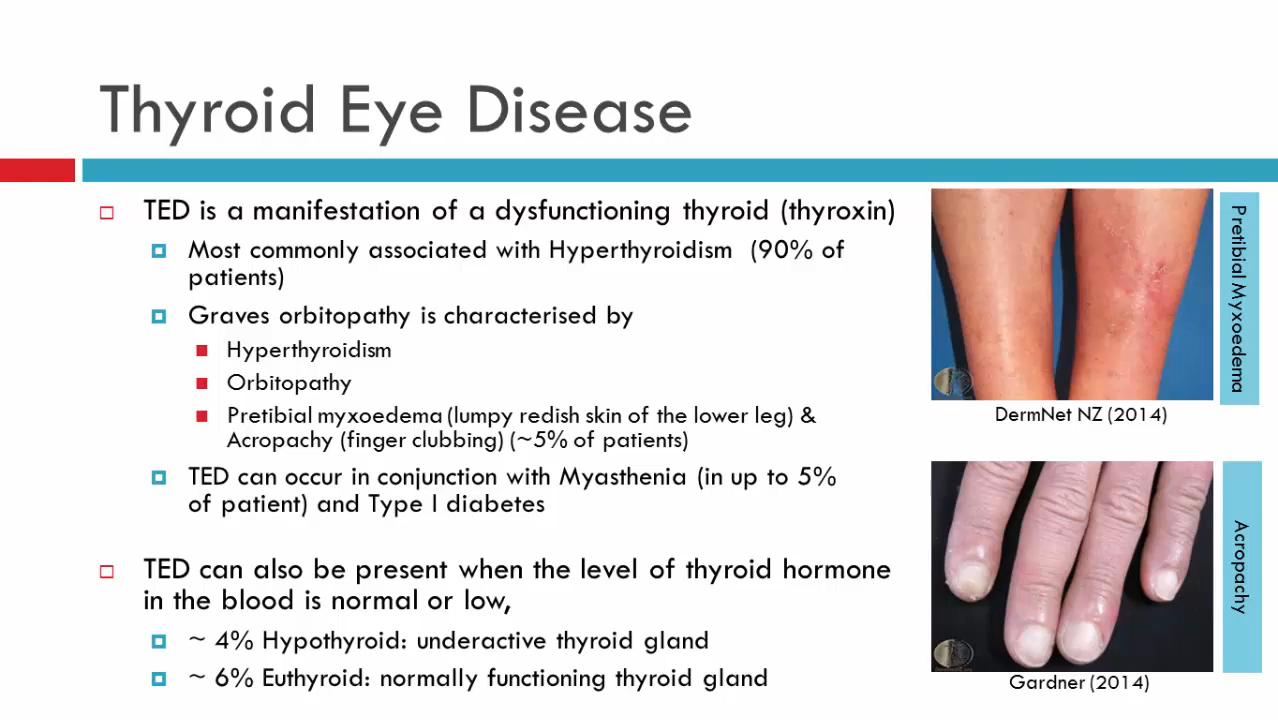 Thyroid Eye Disease
TED is a manifestation of a dysfunctioning thyroid (thyroxin)
Most commonly associated with Hyperthyroidism (90% of
patients)
Graves orbitopathy is characterised by
Hyperthyroidism
Orbitopathy
Pretibial myxoedema (lumpy redish skin of the lower leg) &
Acropachy (finger clubbing) (~5% of patients)
TED can occur in conjunction with Myasthenia (in up to 5%
of patient) and Type I diabetes
TED can also be present when the level of thyroid hormone
in the blood is normal or low,
~ 4% Hypothyroid: underactive thyroid gland
~ 6% Euthyroid: normally functioning thyroid gland
Pretibial Myxoedema
DermNet NZ (2014)
Acropachy
Gardner (2014)